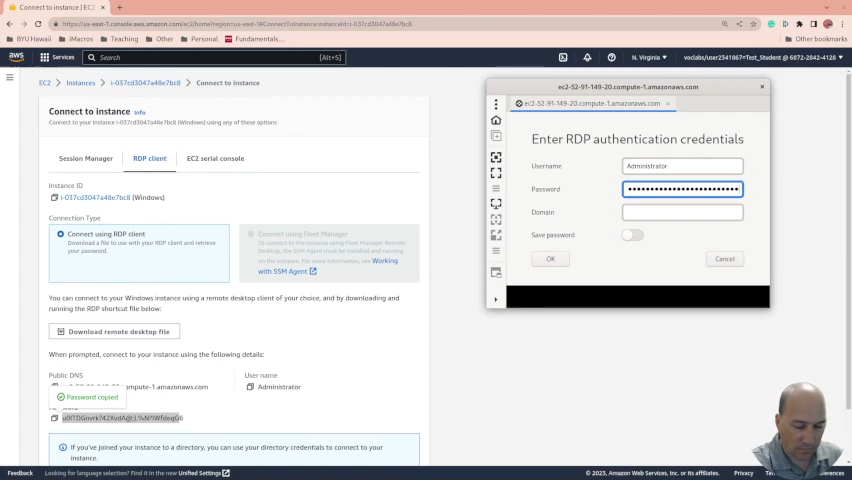 Connect to instance | EC2
https://us-east-1.console.aws.amazon.com/ec2/home?region=us-east-1#ConnectToInstance:instanceId=i-037cd3047a48e7bc8
BYU Hawaii
iMacros
Teaching
Other
Personal
Fundamentals...
Other bookmarks
aws
Services
Search
[Alt+S]
N. Virginia
voclabs/user2341067=Test_Student @ 6872-2842-4128
EC2
Instances
i-037cd3047a48e7bc8
Connect to instance
Connect to instance Info
Connect to your instance i-037cd3047a48e7bc8 (Windows) using any of these options
Session Manager
RDP client
EC2 serial console
Instance ID
i-037cd3047a48e7bc8 (Windows)
Connection Type
Connect using RDP client
Download a file to use with your RDP client and retrieve
your password.
Connect using Fleet Manager
To connect to the instance using Fleet Manager Remote
Desktop, the SSM Agent must be installed and running
on the instance. For more information, see Working
with SSM Agent
You can connect to your Windows instance using a remote desktop client of your choice, and by downloading and
running the RDP shortcut file below:
Download remote desktop file
When prompted, connect to your instance using the following details:
Public DNS
compute-1.amazonaws.com
User name
Administrator
Password copied
If you've joined your instance to a directory, you can use your directory credentials to connect to your
instance.
ec2-52-91-149-20.compute-1.amazonaws.com
ec2-52-91-149-20.compute-1.amazonaws.com
Enter RDP authentication credentials
Username
Administrator
Password
Domain
Save password
OK
Cancel
Feedback
Looking for language selection? Find it in the new Unified Settings
© 2023, Amazon Web Services, Inc. or its affiliates.
Privacy
Terms